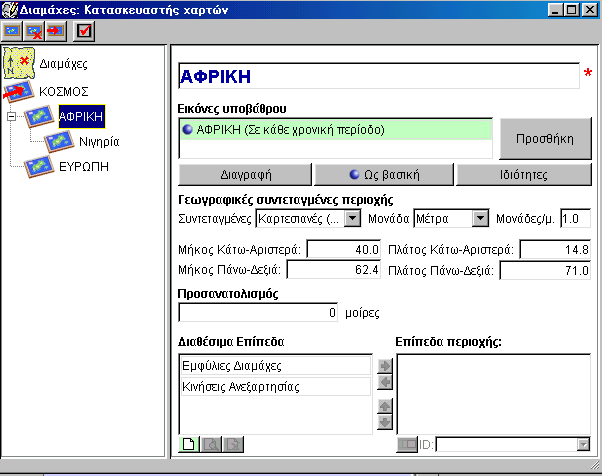 Διαμάχες: Κατασκευαστής χαρτών
Διαμάχες
ΚΟΣΜΟΣ
ΑΦΡΙΚΗ
Νιγηρία
ΕΥΡΩΠΗ
ΑΦΡΙΚΗ *
Εικόνες υποβάθρου
ΑΦΡΙΚΗ (Σε κάθε χρονική περίοδο)
Προσθήκη
Διαγραφή Ως βασική Ιδιότητες
Γεωγραφικές συντεταγμένες περιοχής
Συντεταγμένες Καρτεσιανές (... Μονάδα Μέτρα Μονάδες/μ. 1.0
Μήκος Κάτω-Αριστερά: 40.0 Πλάτος Κάτω-Αριστερά: 14.8
Μήκος Πάνω-Δεξιά: 62.4 Πλάτος Πάνω-Δεξιά: 71.0
Προσανατολισμός
0 μοίρες
Διαθέσιμα Επίπεδα Επίπεδα περιοχής:
Εμφύλιες Διαμάχες
Κινήσεις Ανεξαρτησίας
ID: